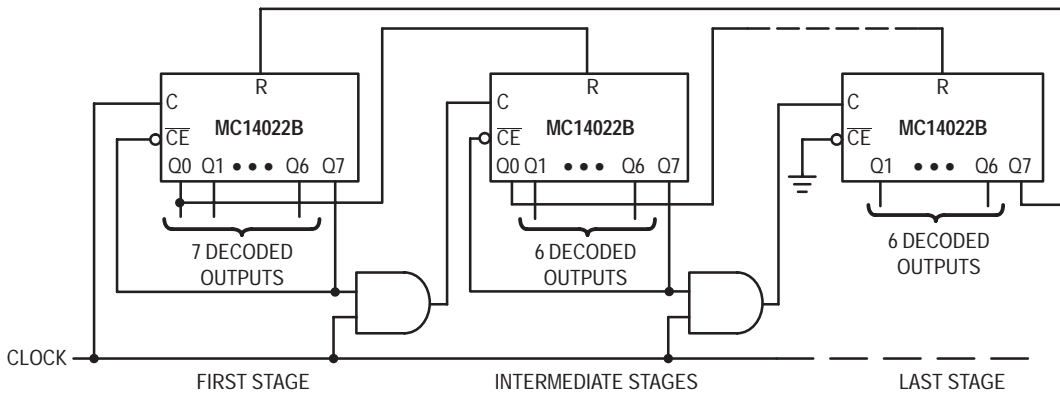 R R R
C C
MC14022B MC14022B MC14022B
CE CE CE
Q0 Q1 ••• Q6 Q7 Q0 Q1 ••• Q6 Q7 Q1 ••• Q6 Q7
7 DECODED
OUTPUTS
6 DECODED
OUTPUTS
6 DECODED
OUTPUTS
CLOCK
FIRST STAGE INTERMEDIATE STAGES LAST STAGE